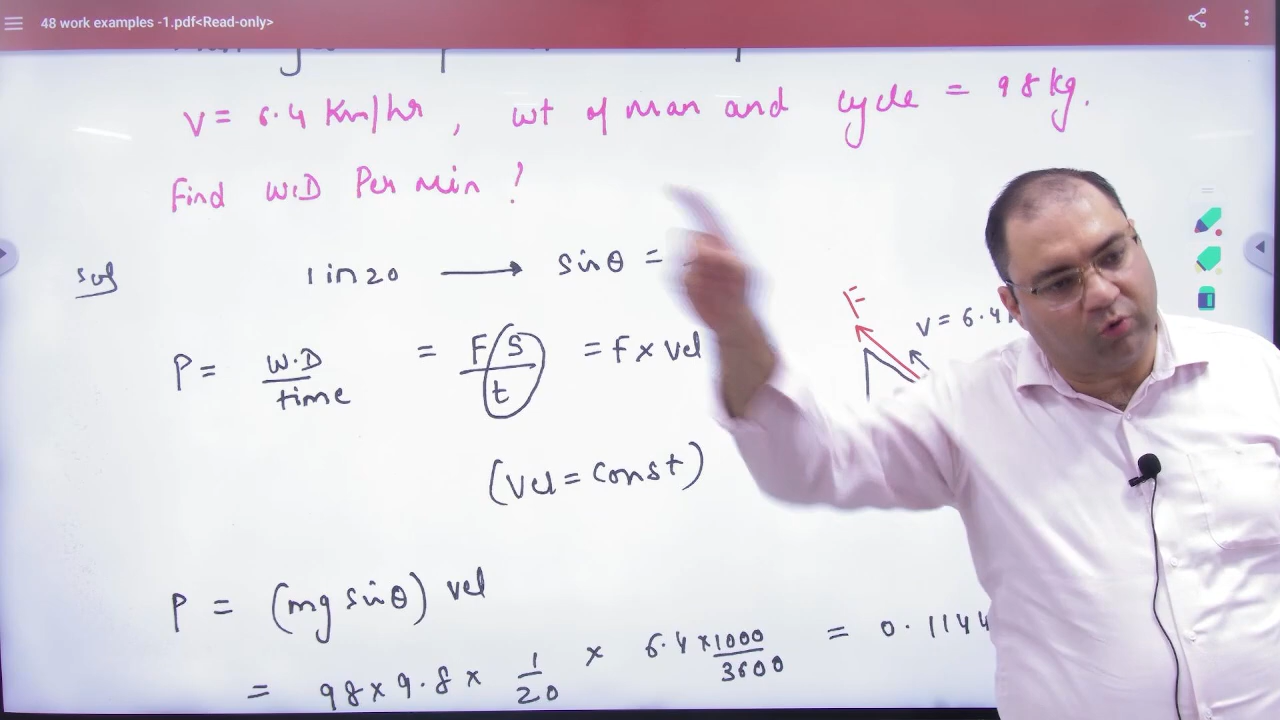 48 work examples -1.pdf<Read-only>
V = 6.4 Km/hr , wt of man and cycle = 98 kg.
Find W.D Per Min ?
Sol 1 in 20 → sinθ =
P = W.D / time = F S / t = F x vel
F
V = 6.4
(Vel = const)
P = (mg sinθ) vel
= 98 x 9.8 x 1/20 x 6.4 x 1000/3600 = 0.1144